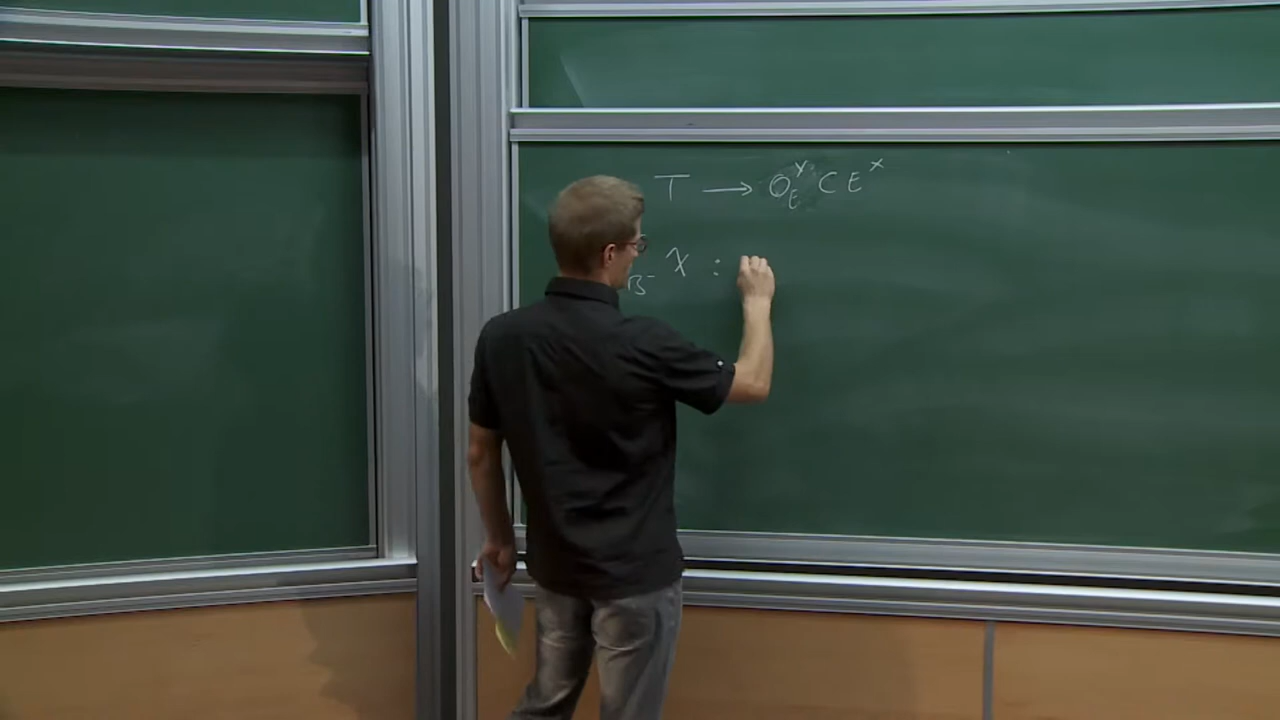 T → O_E^× ⊂ E^×
B⁻ χ :